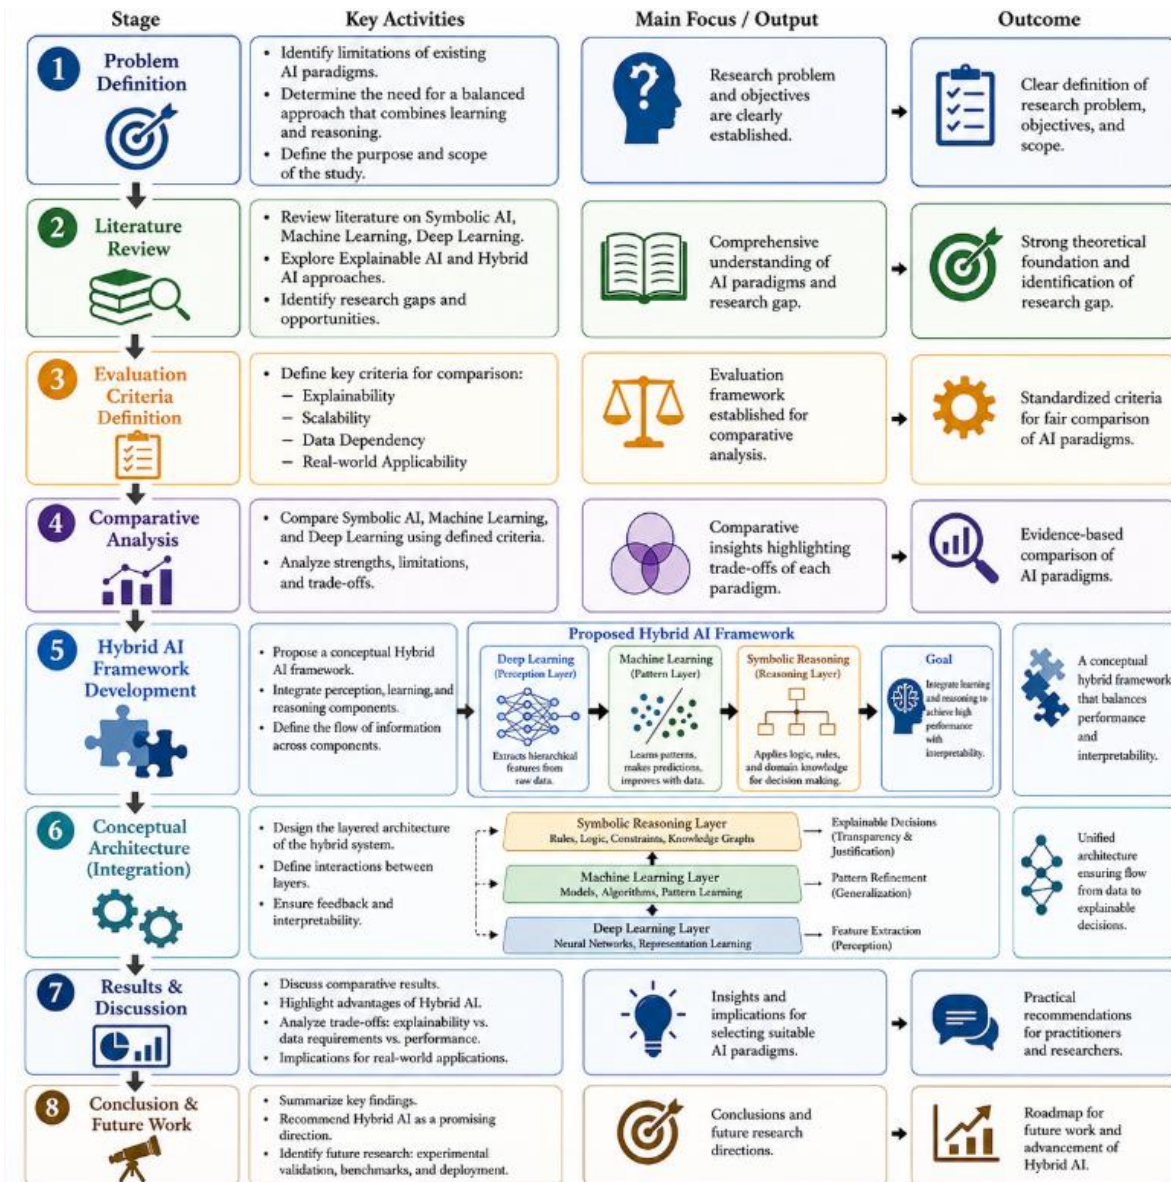 Stage
Key Activities
Main Focus / Output
Outcome
1
Problem
Definition
• Identify limitations of existing
AI paradigms.
• Determine the need for a balanced
approach that combines learning
and reasoning.
• Define the purpose and scope
of the study.
Research problem
and objectives
are clearly
established.
Clear definition of
research problem,
objectives, and
scope.
2
Literature
Review
• Review literature on Symbolic AI,
Machine Learning, Deep Learning.
• Explore Explainable AI and Hybrid
AI approaches.
• Identify research gaps and
opportunities.
Comprehensive
understanding of
AI paradigms and
research gap.
Strong theoretical
foundation and
identification of
research gap.
3
Evaluation
Criteria
Definition
• Define key criteria for comparison:
– Explainability
– Scalability
– Data Dependency
– Real-world Applicability
Evaluation
framework
established for
comparative
analysis.
Standardized criteria
for fair comparison
of AI paradigms.
4
Comparative
Analysis
• Compare Symbolic AI, Machine Learning,
and Deep Learning using defined criteria.
• Analyze strengths, limitations,
and trade-offs.
Comparative
insights highlighting
trade-offs of each
paradigm.
Evidence-based
comparison of
AI paradigms.
5
Hybrid AI
Framework
Development
• Propose a conceptual Hybrid
AI framework.
• Integrate perception, learning, and
reasoning components.
• Define the flow of information
across components.
Proposed Hybrid AI Framework
Deep Learning
(Perception Layer)
Extracts hierarchical
features from
raw data.
Machine Learning
(Pattern Layer)
Learns patterns,
makes predictions,
improves with data.
Symbolic Reasoning
(Reasoning Layer)
Applies logic, rules,
and domain knowledge
for decision making.
Goal
Integrate learning
and reasoning to
achieve high
performance
with
interpretability.
A conceptual
hybrid framework
that balances
performance
and
interpretability.
6
Conceptual
Architecture
(Integration)
• Design the layered architecture
of the hybrid system.
• Define interactions between
layers.
• Ensure feedback and
interpretability.
Symbolic Reasoning Layer
Rules, Logic, Constraints, Knowledge Graphs
Machine Learning Layer
Models, Algorithms, Pattern Learning
Deep Learning Layer
Neural Networks, Representation Learning
Explainable Decisions
(Transparency &
Justification)
Pattern Refinement
(Generalization)
Feature Extraction
(Perception)
Unified
architecture
ensuring flow
from data to
explainable
decisions.
7
Results &
Discussion
• Discuss comparative results.
• Highlight advantages of Hybrid AI.
• Analyze trade-offs: explainability vs.
data requirements vs. performance.
• Implications for real-world applications.
Insights and
implications for
selecting suitable
AI paradigms.
Practical
recommendations
for practitioners
and researchers.
8
Conclusion &
Future Work
• Summarize key findings.
• Recommend Hybrid AI as a promising
direction.
• Identify future research: experimental
validation, benchmarks, and deployment.
Conclusions and
future research
directions.
Roadmap for
future work and
advancement of
Hybrid AI.